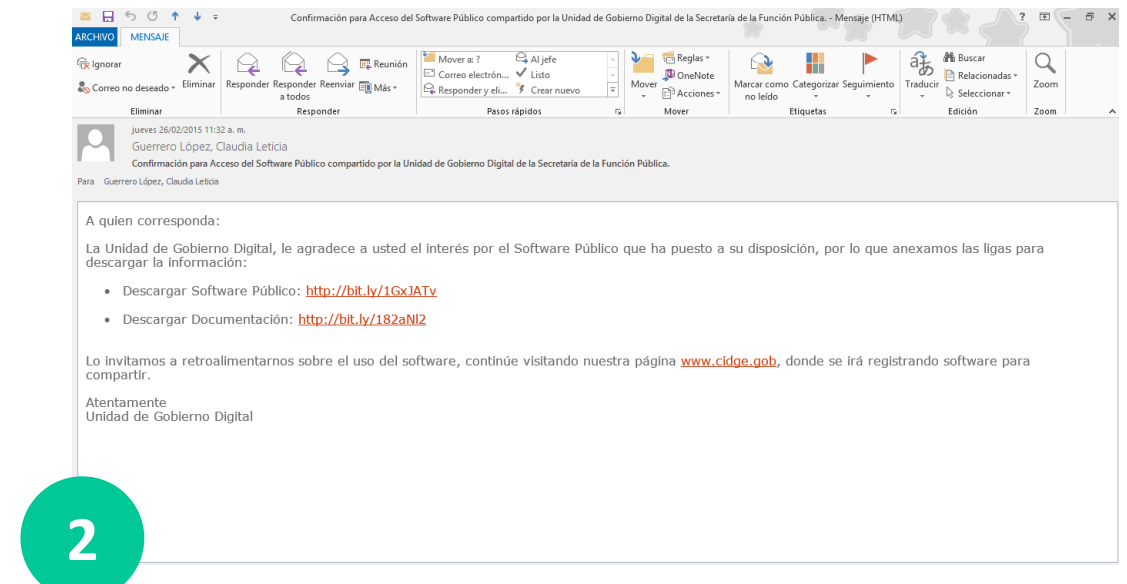 Confirmación para Acceso del Software Público compartido por la Unidad de Gobierno Digital de la Secretaría de la Función Pública. - Mensaje (HTML)
ARCHIVO MENSAJE
Ignorar
Correo no deseado
Eliminar
Eliminar
Responder
Responder a todos
Reenviar
Reunión
Más
Responder
Mover a: ?
Correo electrón...
Responder y eli...
Al jefe
Listo
Crear nuevo
Pasos rápidos
Mover
Reglas
OneNote
Acciones
Mover
Marcar como no leído
Categorizar
Seguimiento
Etiquetas
Traducir
Buscar
Relacionadas
Seleccionar
Edición
Zoom
Zoom
jueves 26/02/2015 11:32 a. m.
Guerrero López, Claudia Leticia
Confirmación para Acceso del Software Público compartido por la Unidad de Gobierno Digital de la Secretaría de la Función Pública.
Para Guerrero López, Claudia Leticia
A quien corresponda:
La Unidad de Gobierno Digital, le agradece a usted el interés por el Software Público que ha puesto a su disposición, por lo que anexamos las ligas para
descargar la información:
• Descargar Software Público: http://bit.ly/1GxJATv
• Descargar Documentación: http://bit.ly/182aNl2
Lo invitamos a retroalimentarnos sobre el uso del software, continúe visitando nuestra página www.cidge.gob, donde se irá registrando software para
compartir.
Atentamente
Unidad de Gobierno Digital
2